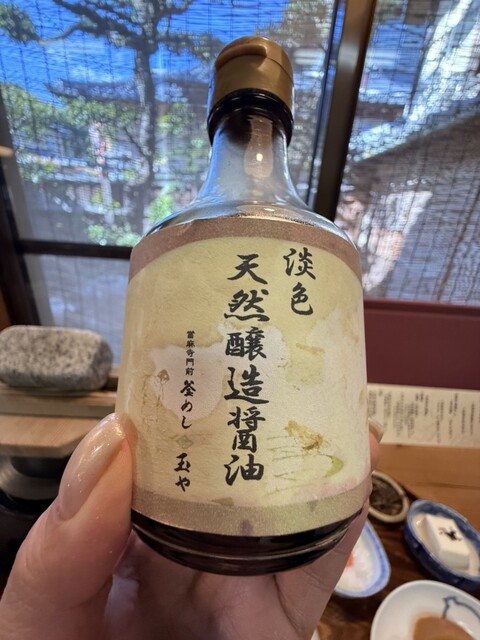 淡色
天然醸造醤油
當麻寺門前
釜めし 玉や